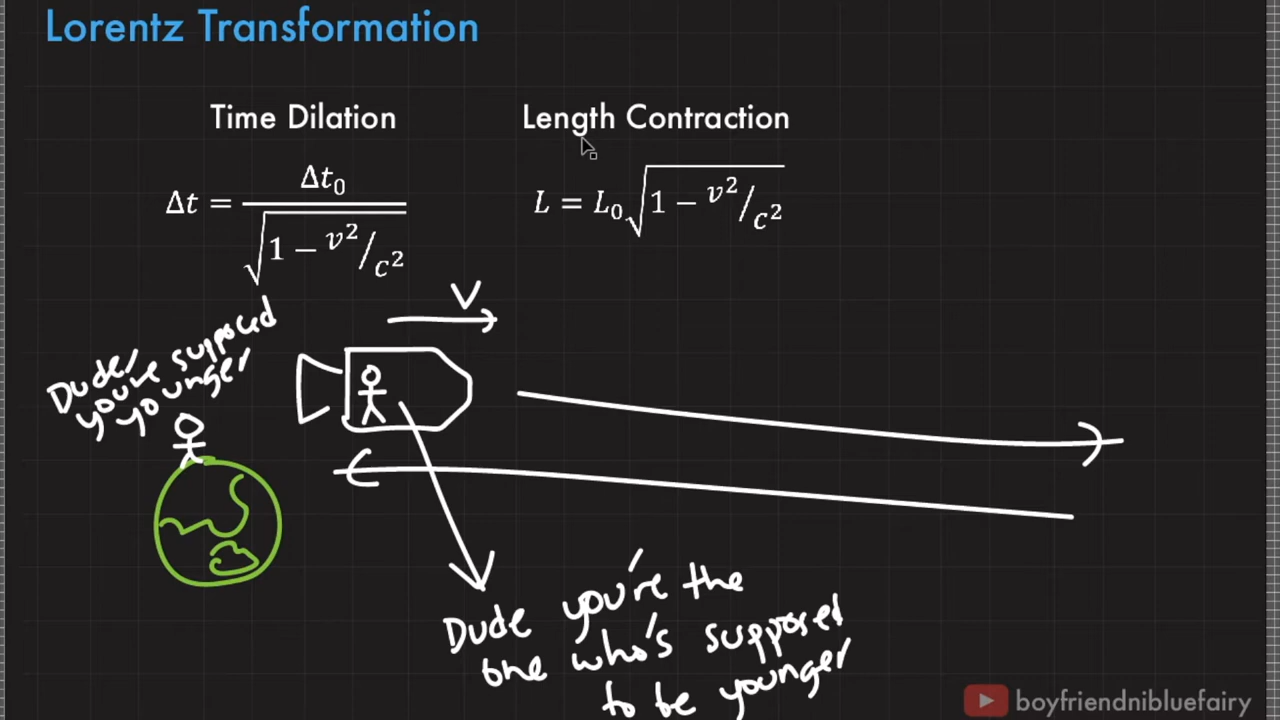 Lorentz Transformation
Time Dilation
Length Contraction
Δt = Δt₀ / √(1 − v²/c²)
L = L₀√(1 − v²/c²)
V
Dude,
you're supposed
younger
Dude you're the
one who's supposed
to be younger
boyfriendnibluefairy